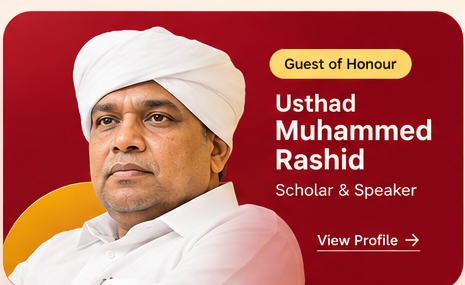 Guest of Honour
Usthad
Muhammed
Rashid
Scholar & Speaker
View Profile →